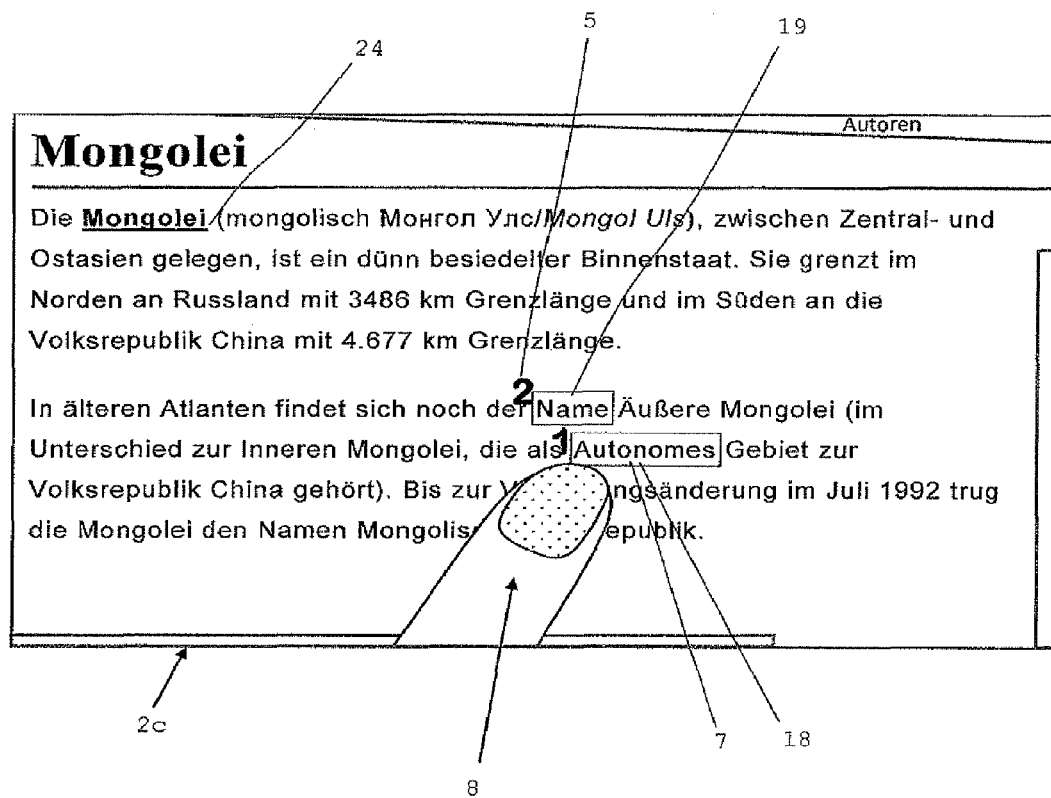 5
19
24
Autoren
Mongolei
Die Mongolei (mongolisch Монгол Улс/Mongol Uls), zwischen Zentral- und
Ostasien gelegen, ist ein dünn besiedelter Binnenstaat. Sie grenzt im
Norden an Russland mit 3486 km Grenzlänge und im Süden an die
Volksrepublik China mit 4.677 km Grenzlänge.
2
In älteren Atlanten findet sich noch der Name Äußere Mongolei (im
1
Unterschied zur Inneren Mongolei, die als Autonomes Gebiet zur
Volksrepublik China gehört). Bis zur ngsänderung im Juli 1992 trug
die Mongolei den Namen Mongolis epublik.
2c
7
18
8